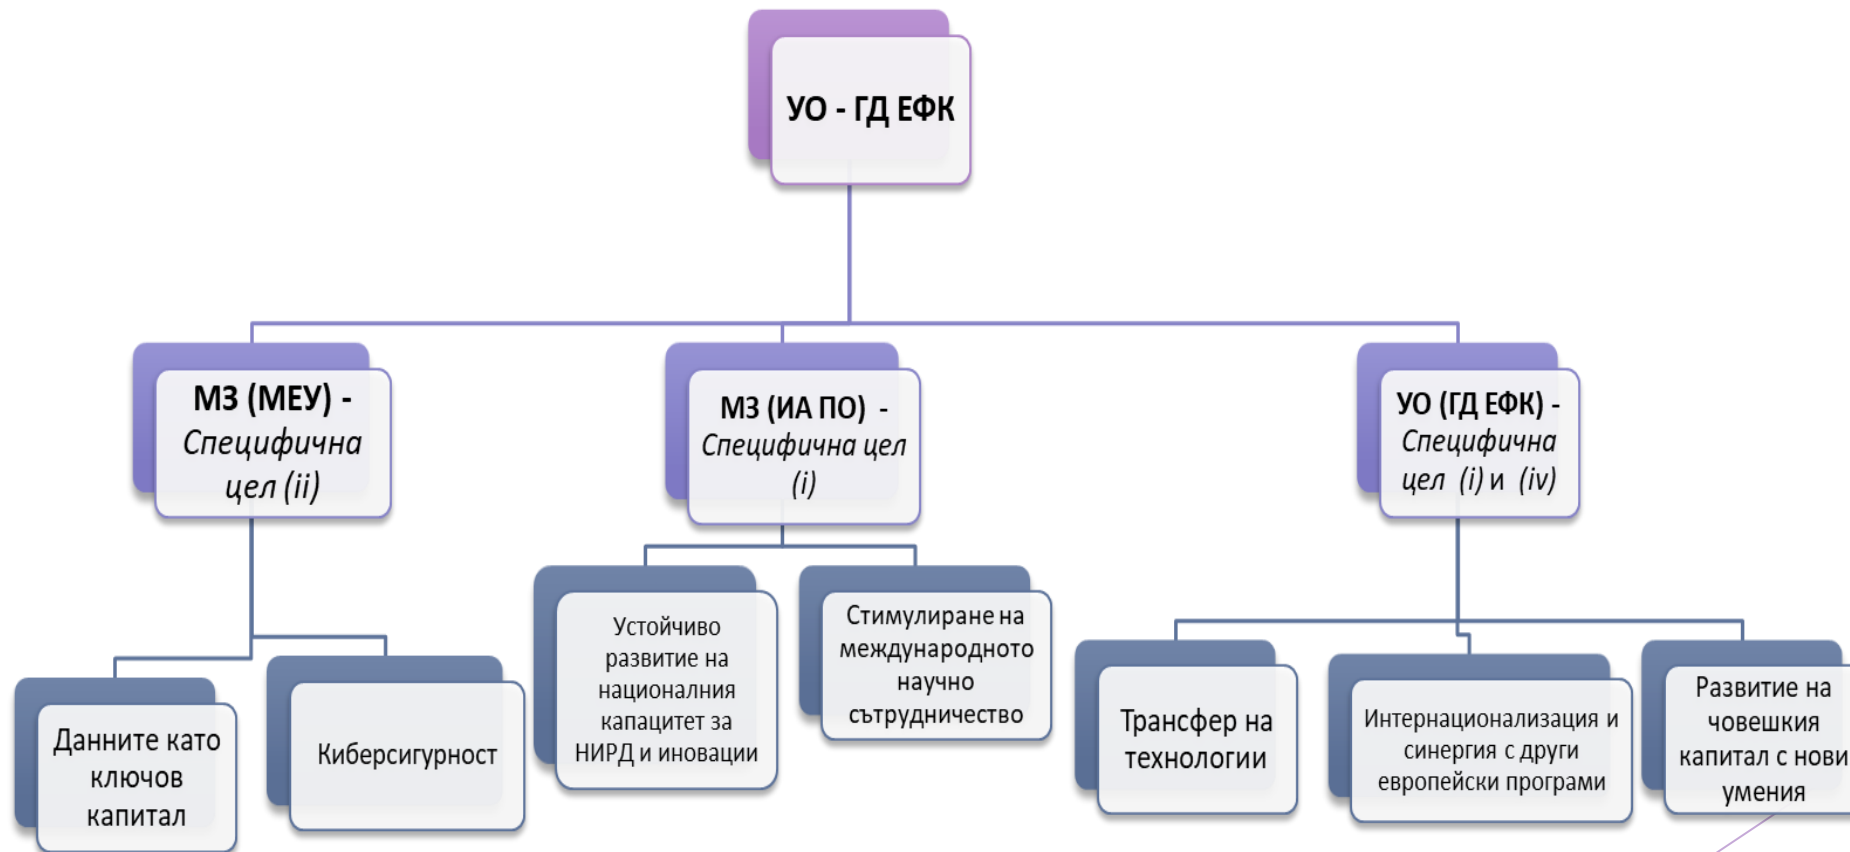 УО - ГД ЕФК
МЗ (МЕУ) -
Специфична
цел (ii)
МЗ (ИА ПО) -
Специфична цел
(i)
УО (ГД ЕФК) -
Специфична
цел (i) и (iv)
Данните като
ключов
капитал
Киберсигурност
Устойчиво
развитие на
националния
капацитет за
НИРД и иновации
Стимулиране на
международното
научно
сътрудничество
Трансфер на
технологии
Интернационализация и
синергия с други
европейски програми
Развитие на
човешкия
капитал с нови
умения